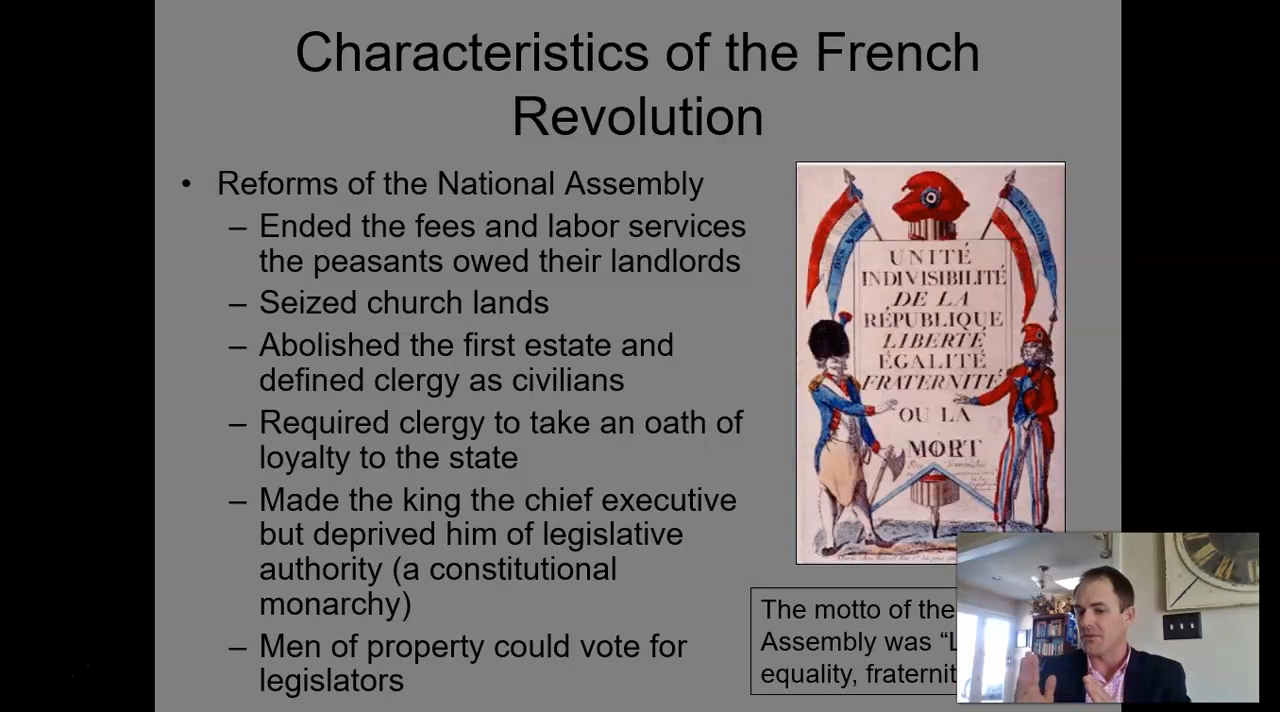 Characteristics of the French
Revolution
• Reforms of the National Assembly
– Ended the fees and labor services
the peasants owed their landlords
– Seized church lands
– Abolished the first estate and
defined clergy as civilians
– Required clergy to take an oath of
loyalty to the state
– Made the king the chief executive
but deprived him of legislative
authority (a constitutional
monarchy)
– Men of property could vote for
legislators
UNITÉ
INDIVISIBILITÉ
DE LA
RÉPUBLIQUE
LIBERTÉ
ÉGALITÉ
FRATERNITÉ
OU LA
MORT
The motto of the
Assembly was “L
equality, fraternit